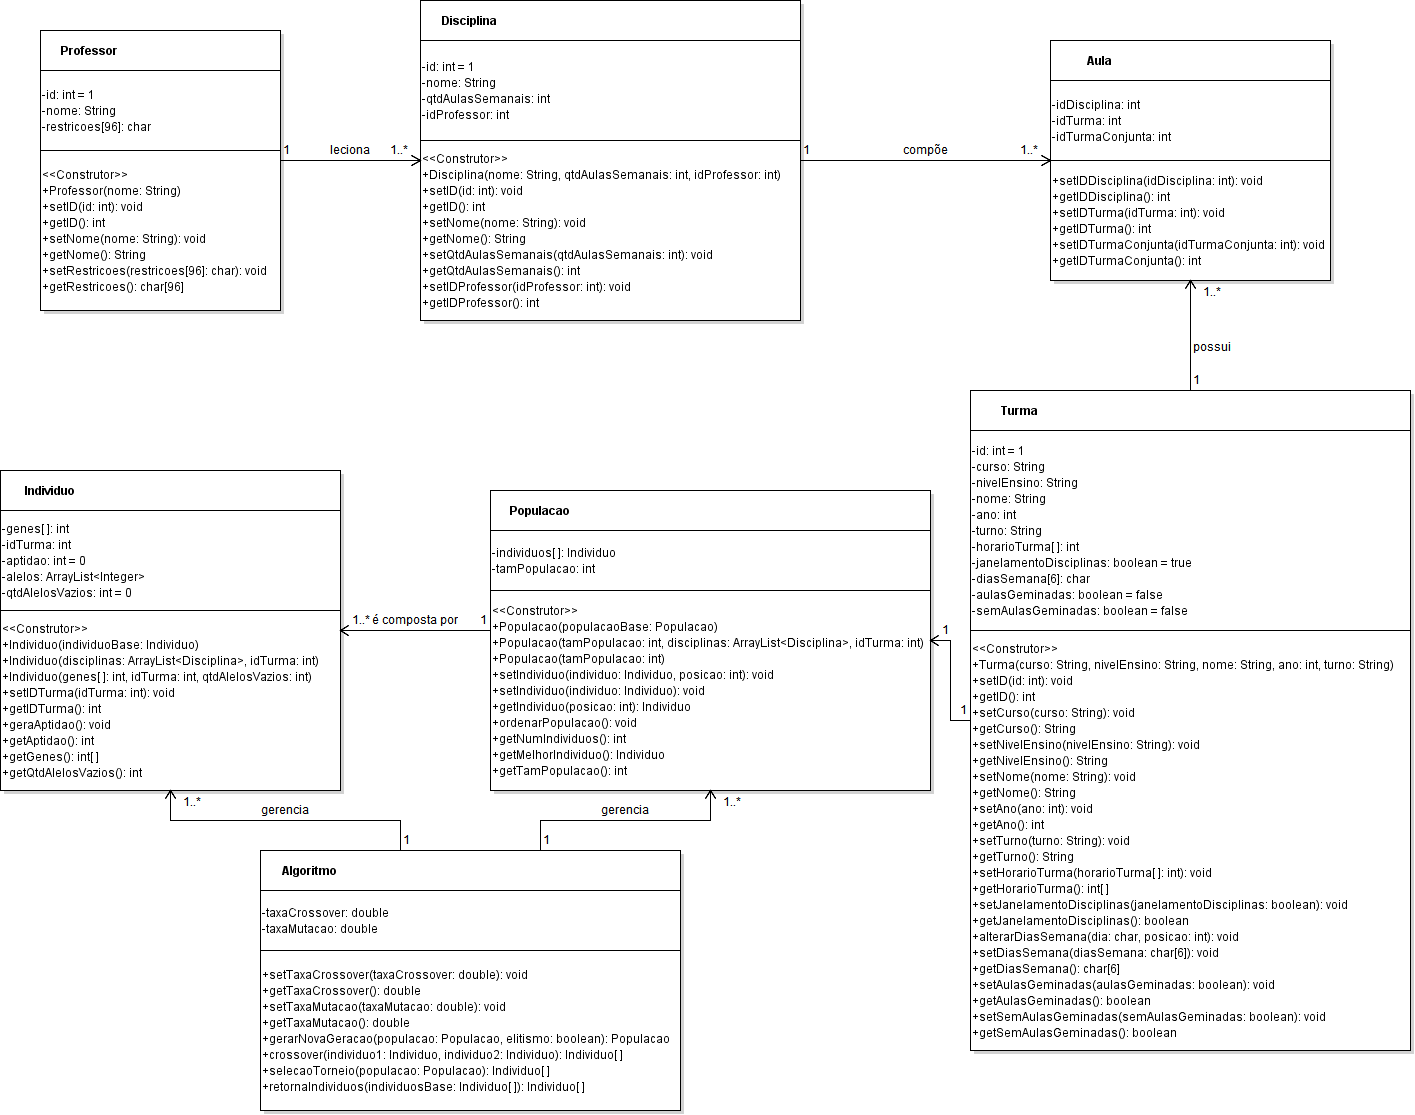 Professor
-id: int = 1
-nome: String
-restricoes[96]: char
<<Construtor>>
+Professor(nome: String)
+setID(id: int): void
+getID(): int
+setNome(nome: String): void
+getNome(): String
+setRestricoes(restricoes[96]: char): void
+getRestricoes(): char[96]
1
leciona
1..*
Disciplina
-id: int = 1
-nome: String
-qtdAulasSemanais: int
-idProfessor: int
<<Construtor>>
+Disciplina(nome: String, qtdAulasSemanais: int, idProfessor: int)
+setID(id: int): void
+getID(): int
+setNome(nome: String): void
+getNome(): String
+setQtdAulasSemanais(qtdAulasSemanais: int): void
+getQtdAulasSemanais(): int
+setIDProfessor(idProfessor: int): void
+getIDProfessor(): int
1
compõe
1..*
Aula
-idDisciplina: int
-idTurma: int
-idTurmaConjunta: int
+setIDDisciplina(idDisciplina: int): void
+getIDDisciplina(): int
+setIDTurma(idTurma: int): void
+getIDTurma(): int
+setIDTurmaConjunta(idTurmaConjunta: int): void
+getIDTurmaConjunta(): int
1..*
possui
1
Turma
-id: int = 1
-curso: String
-nivelEnsino: String
-nome: String
-ano: int
-turno: String
-horarioTurma[ ]: int
-janelamentoDisciplinas: boolean = true
-diasSemana[6]: char
-aulasGeminadas: boolean = false
-semAulasGeminadas: boolean = false
<<Construtor>>
+Turma(curso: String, nivelEnsino: String, nome: String, ano: int, turno: String)
+setID(id: int): void
+getID(): int
+setCurso(curso: String): void
+getCurso(): String
+setNivelEnsino(nivelEnsino: String): void
+getNivelEnsino(): String
+setNome(nome: String): void
+getNome(): String
+setAno(ano: int): void
+getAno(): int
+setTurno(turno: String): void
+getTurno(): String
+setHorarioTurma(horarioTurma[ ]: int): void
+getHorarioTurma(): int[ ]
+setJanelamentoDisciplinas(janelamentoDisciplinas: boolean): void
+getJanelamentoDisciplinas(): boolean
+alterarDiasSemana(dia: char, posicao: int): void
+setDiasSemana(diasSemana: char[6]): void
+getDiasSemana(): char[6]
+setAulasGeminadas(aulasGeminadas: boolean): void
+getAulasGeminadas(): boolean
+setSemAulasGeminadas(semAulasGeminadas: boolean): void
+getSemAulasGeminadas(): boolean
1
1
Individuo
-genes[ ]: int
-idTurma: int
-aptidao: int = 0
-alelos: ArrayList<Integer>
-qtdAlelosVazios: int = 0
<<Construtor>>
+Individuo(individuoBase: Individuo)
+Individuo(disciplinas: ArrayList<Disciplina>, idTurma: int)
+Individuo(genes[ ]: int, idTurma: int, qtdAlelosVazios: int)
+setIDTurma(idTurma: int): void
+getIDTurma(): int
+geraAptidao(): void
+getAptidao(): int
+getGenes(): int[ ]
+getQtdAlelosVazios(): int
1..* é composta por
1
Populacao
-individuos[ ]: Individuo
-tamPopulacao: int
<<Construtor>>
+Populacao(populacaoBase: Populacao)
+Populacao(tamPopulacao: int, disciplinas: ArrayList<Disciplina>, idTurma: int)
+Populacao(tamPopulacao: int)
+setIndividuo(individuo: Individuo, posicao: int): void
+setIndividuo(individuo: Individuo): void
+getIndividuo(posicao: int): Individuo
+ordenarPopulacao(): void
+getNumIndividuos(): int
+getMelhorIndividuo(): Individuo
+getTamPopulacao(): int
1..*
gerencia
1
1..*
gerencia
1
Algoritmo
-taxaCrossover: double
-taxaMutacao: double
+setTaxaCrossover(taxaCrossover: double): void
+getTaxaCrossover(): double
+setTaxaMutacao(taxaMutacao: double): void
+getTaxaMutacao(): double
+gerarNovaGeracao(populacao: Populacao, elitismo: boolean): Populacao
+crossover(individuo1: Individuo, individuo2: Individuo): Individuo[ ]
+selecaoTorneio(populacao: Populacao): Individuo[ ]
+retornaIndividuos(individuosBase: Individuo[ ]): Individuo[ ]